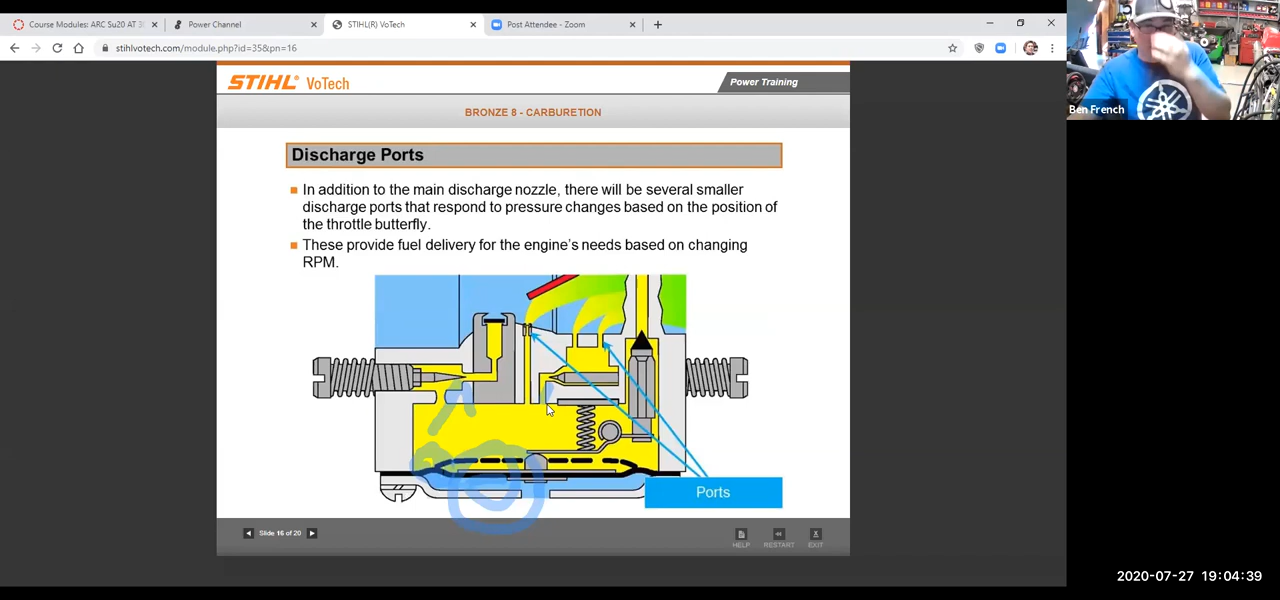 Course Modules: ARC Su20 AT 3
Power Channel
STIHL(R) VoTech
Post Attendee - Zoom
stihlvotech.com/module.php?id=35&pn=16
STIHL® VoTech
Power Training
BRONZE 8 - CARBURETION
Discharge Ports
In addition to the main discharge nozzle, there will be several smaller
discharge ports that respond to pressure changes based on the position of
the throttle butterfly.
These provide fuel delivery for the engine's needs based on changing
RPM.
Ports
Slide 16 of 20
HELP
RESTART
EXIT
Ben French
2020-07-27 19:04:39